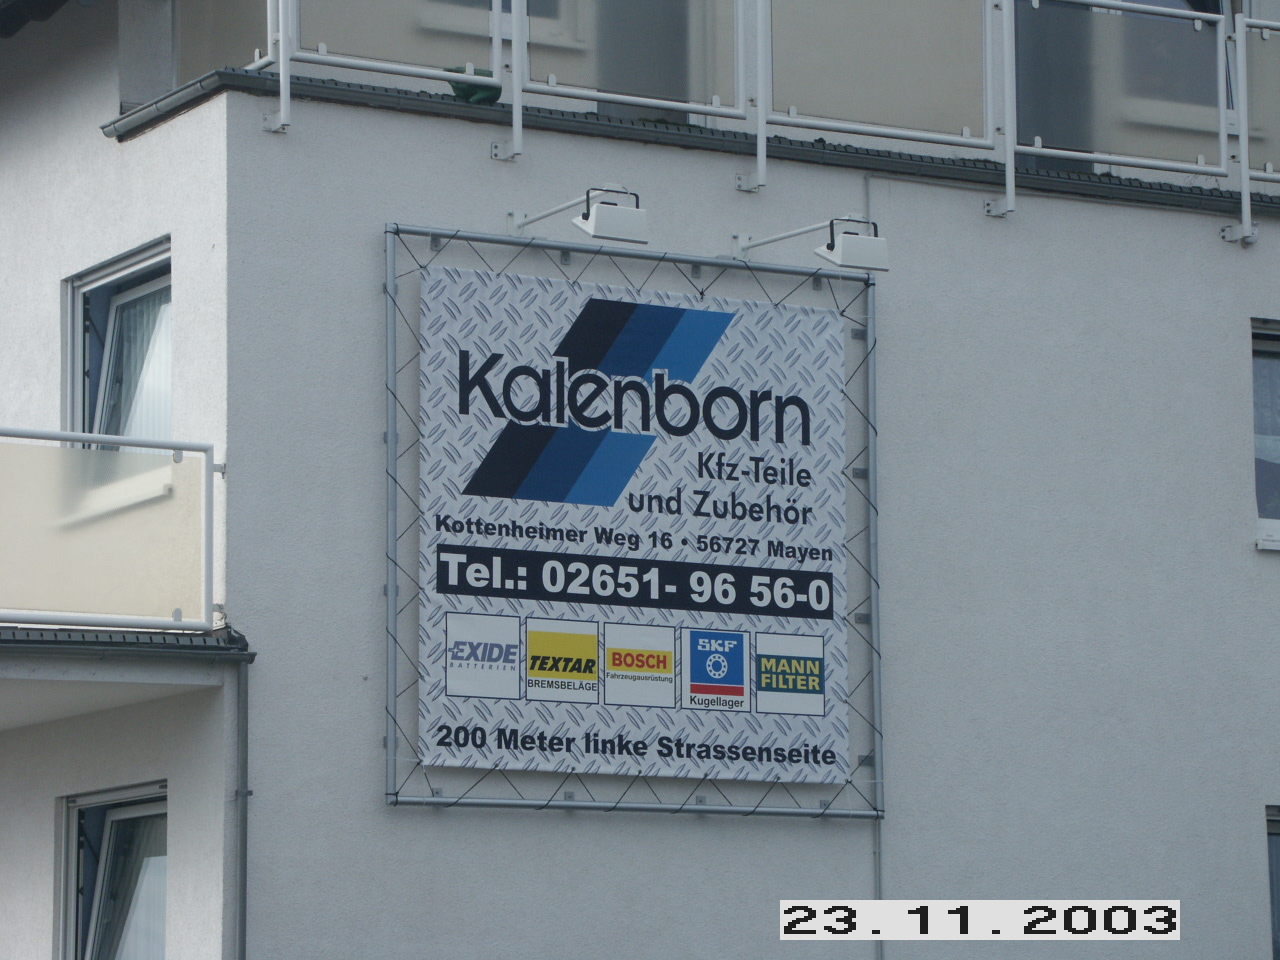 Kalenborn
Kfz-Teile
und Zubehör
Kottenheimer Weg 16 • 56727 Mayen
Tel.: 02651- 96 56-0
EXIDE
BATTERIEN
TEXTAR
BREMSBELÄGE
BOSCH
Fahrzeugausrüstung
SKF
Kugellager
MANN
FILTER
200 Meter linke Strassenseite
23.11.2003